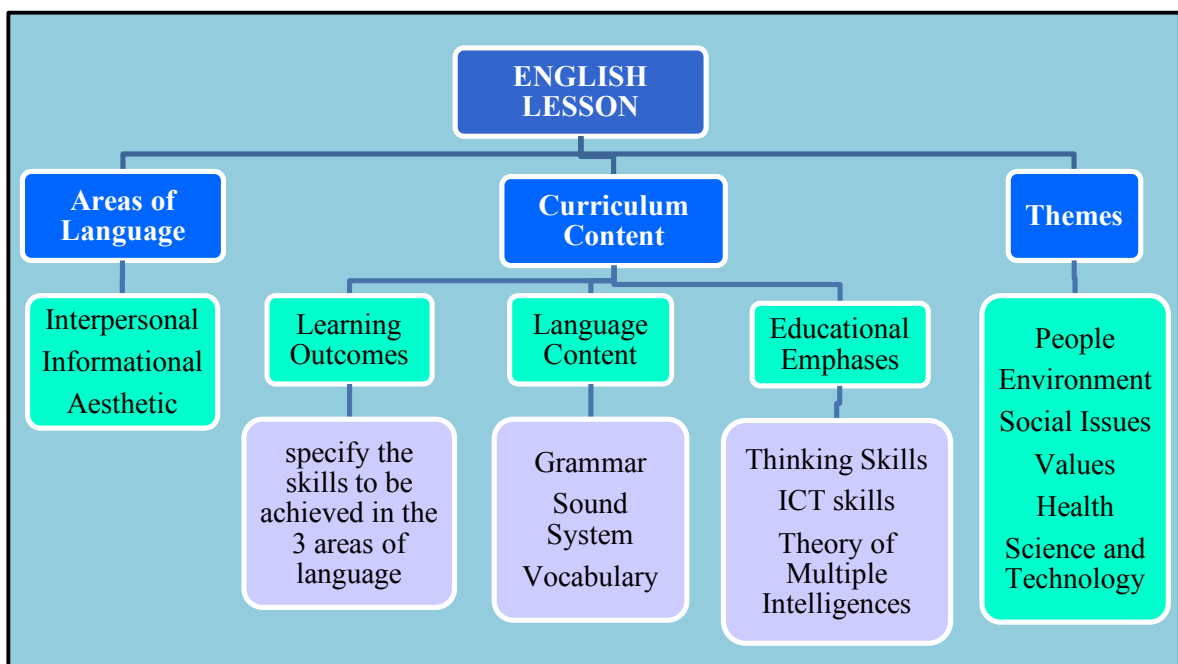 ENGLISH
LESSON
Areas of
Language
Curriculum
Content
Themes
Interpersonal
Informational
Aesthetic
Learning
Outcomes
Language
Content
Educational
Emphases
People
Environment
Social Issues
Values
Health
Science and
Technology
specify the
skills to be
achieved in the
3 areas of
language
Grammar
Sound
System
Vocabulary
Thinking Skills
ICT skills
Theory of
Multiple
Intelligences